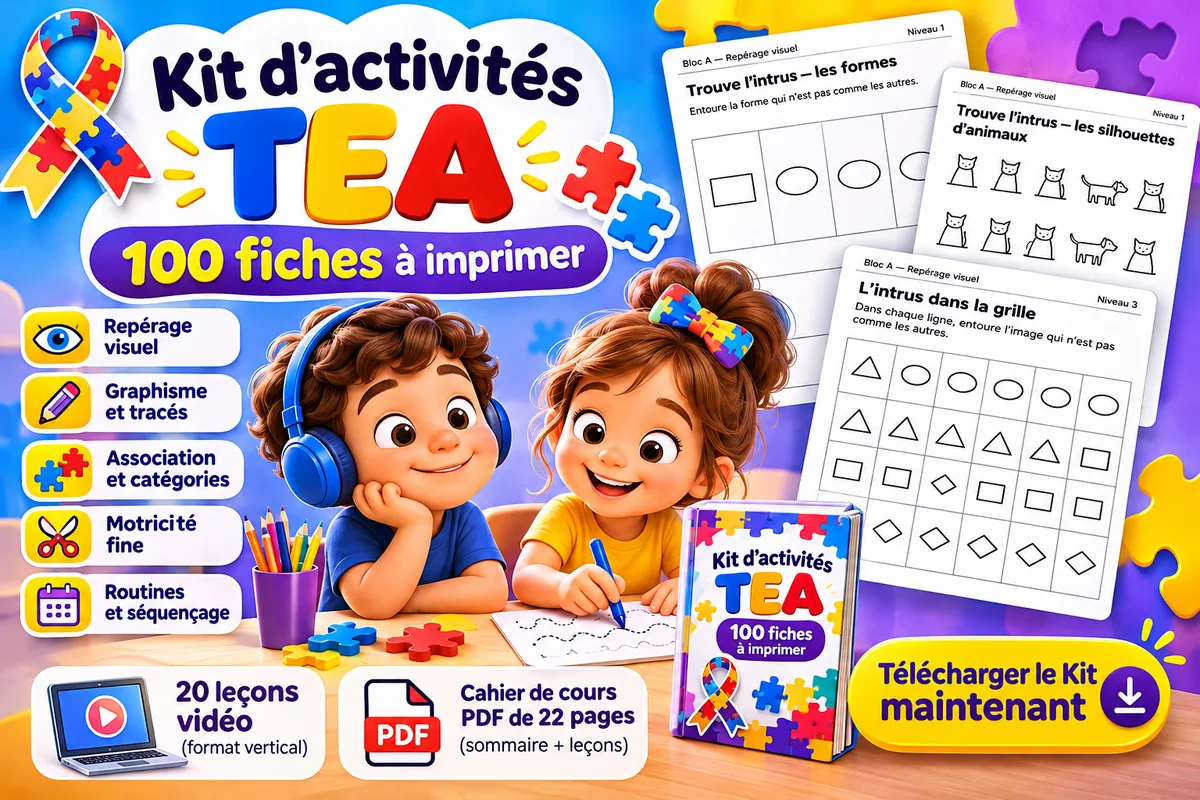 Kit d'activités
TEA
100 fiches à imprimer
Repérage
visuel
Graphisme
et tracés
Association
et catégories
Motricité
fine
Routines
et séquençage
20 leçons
vidéo
(format vertical)
PDF
Cahier de cours
PDF de 22 pages
(sommaire + leçons)
Bloc A — Repérage visuel
Niveau 1
Trouve l'intrus – les formes
Entoure la forme qui n'est pas comme les autres.
Bloc A — Repérage visuel
Niveau 1
Trouve l'intrus – les silhouettes
d'animaux
Bloc A — Repérage visuel
Niveau 3
L'intrus dans la grille
Dans chaque ligne, entoure l'image qui n'est pas
comme les autres.
Kit d'activités
TEA
100 fiches
à imprimer
Télécharger le Kit
maintenant